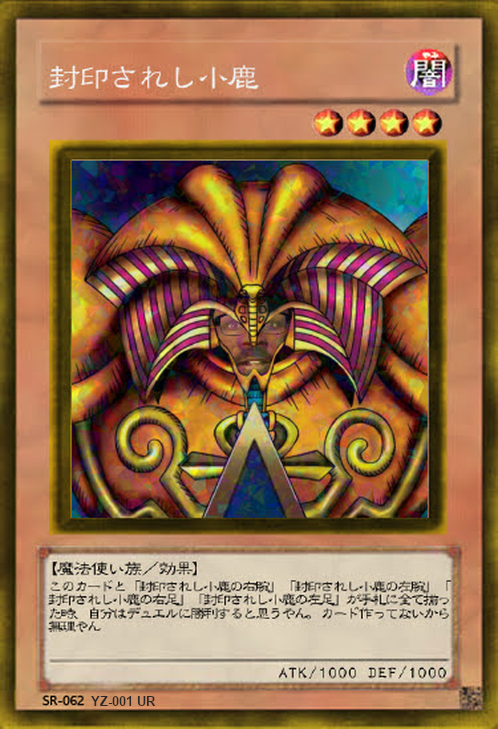 封印されし小鹿
闇
【魔法使い族／効果】
このカードと「封印されし小鹿の右腕」「封印されし小鹿の左腕」「
封印されし小鹿の右足」「封印されし小鹿の左足」が手札に全て揃っ
た時、自分はデュエルに勝利すると思うやん。カード作ってないから
無理やん
ATK/1000 DEF/1000
SR-062 YZ-001 UR